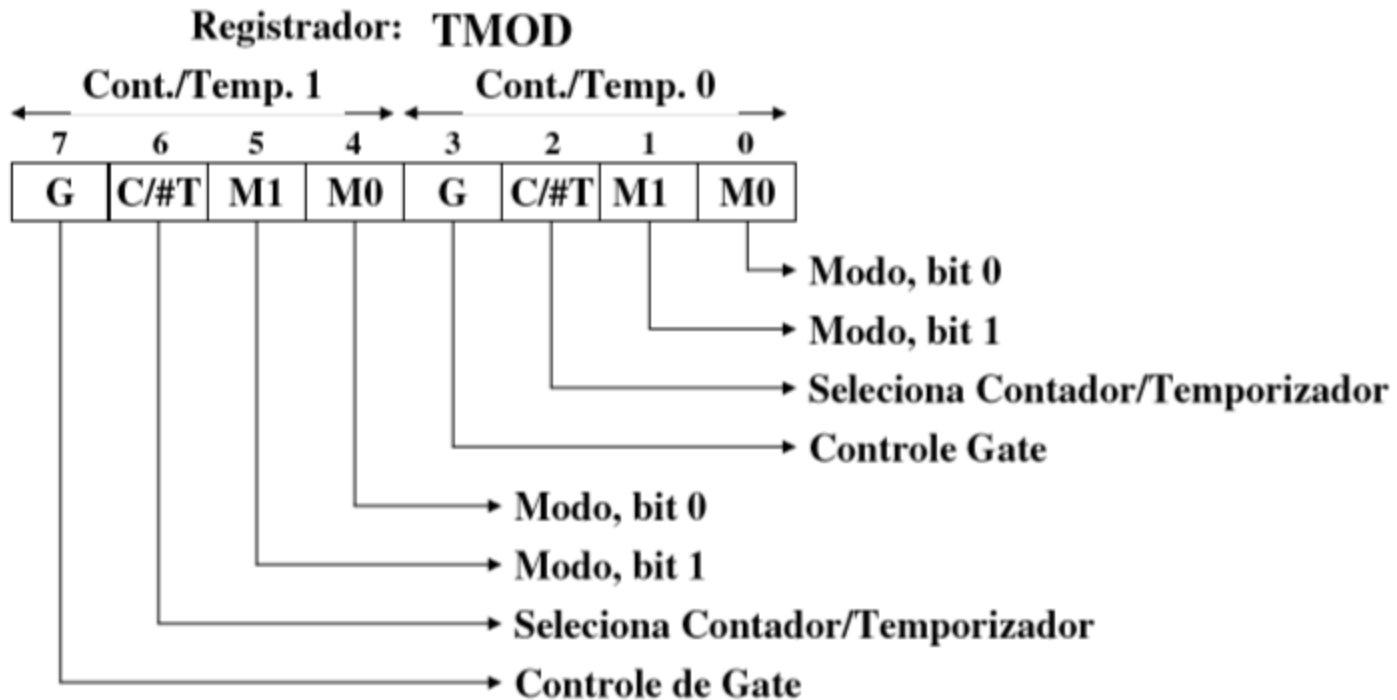 Registrador: TMOD
Cont./Temp. 1 Cont./Temp. 0
7 6 5 4 3 2 1 0
G C/#T M1 M0 G C/#T M1 M0
Modo, bit 0
Modo, bit 1
Seleciona Contador/Temporizador
Controle Gate
Modo, bit 0
Modo, bit 1
Seleciona Contador/Temporizador
Controle de Gate